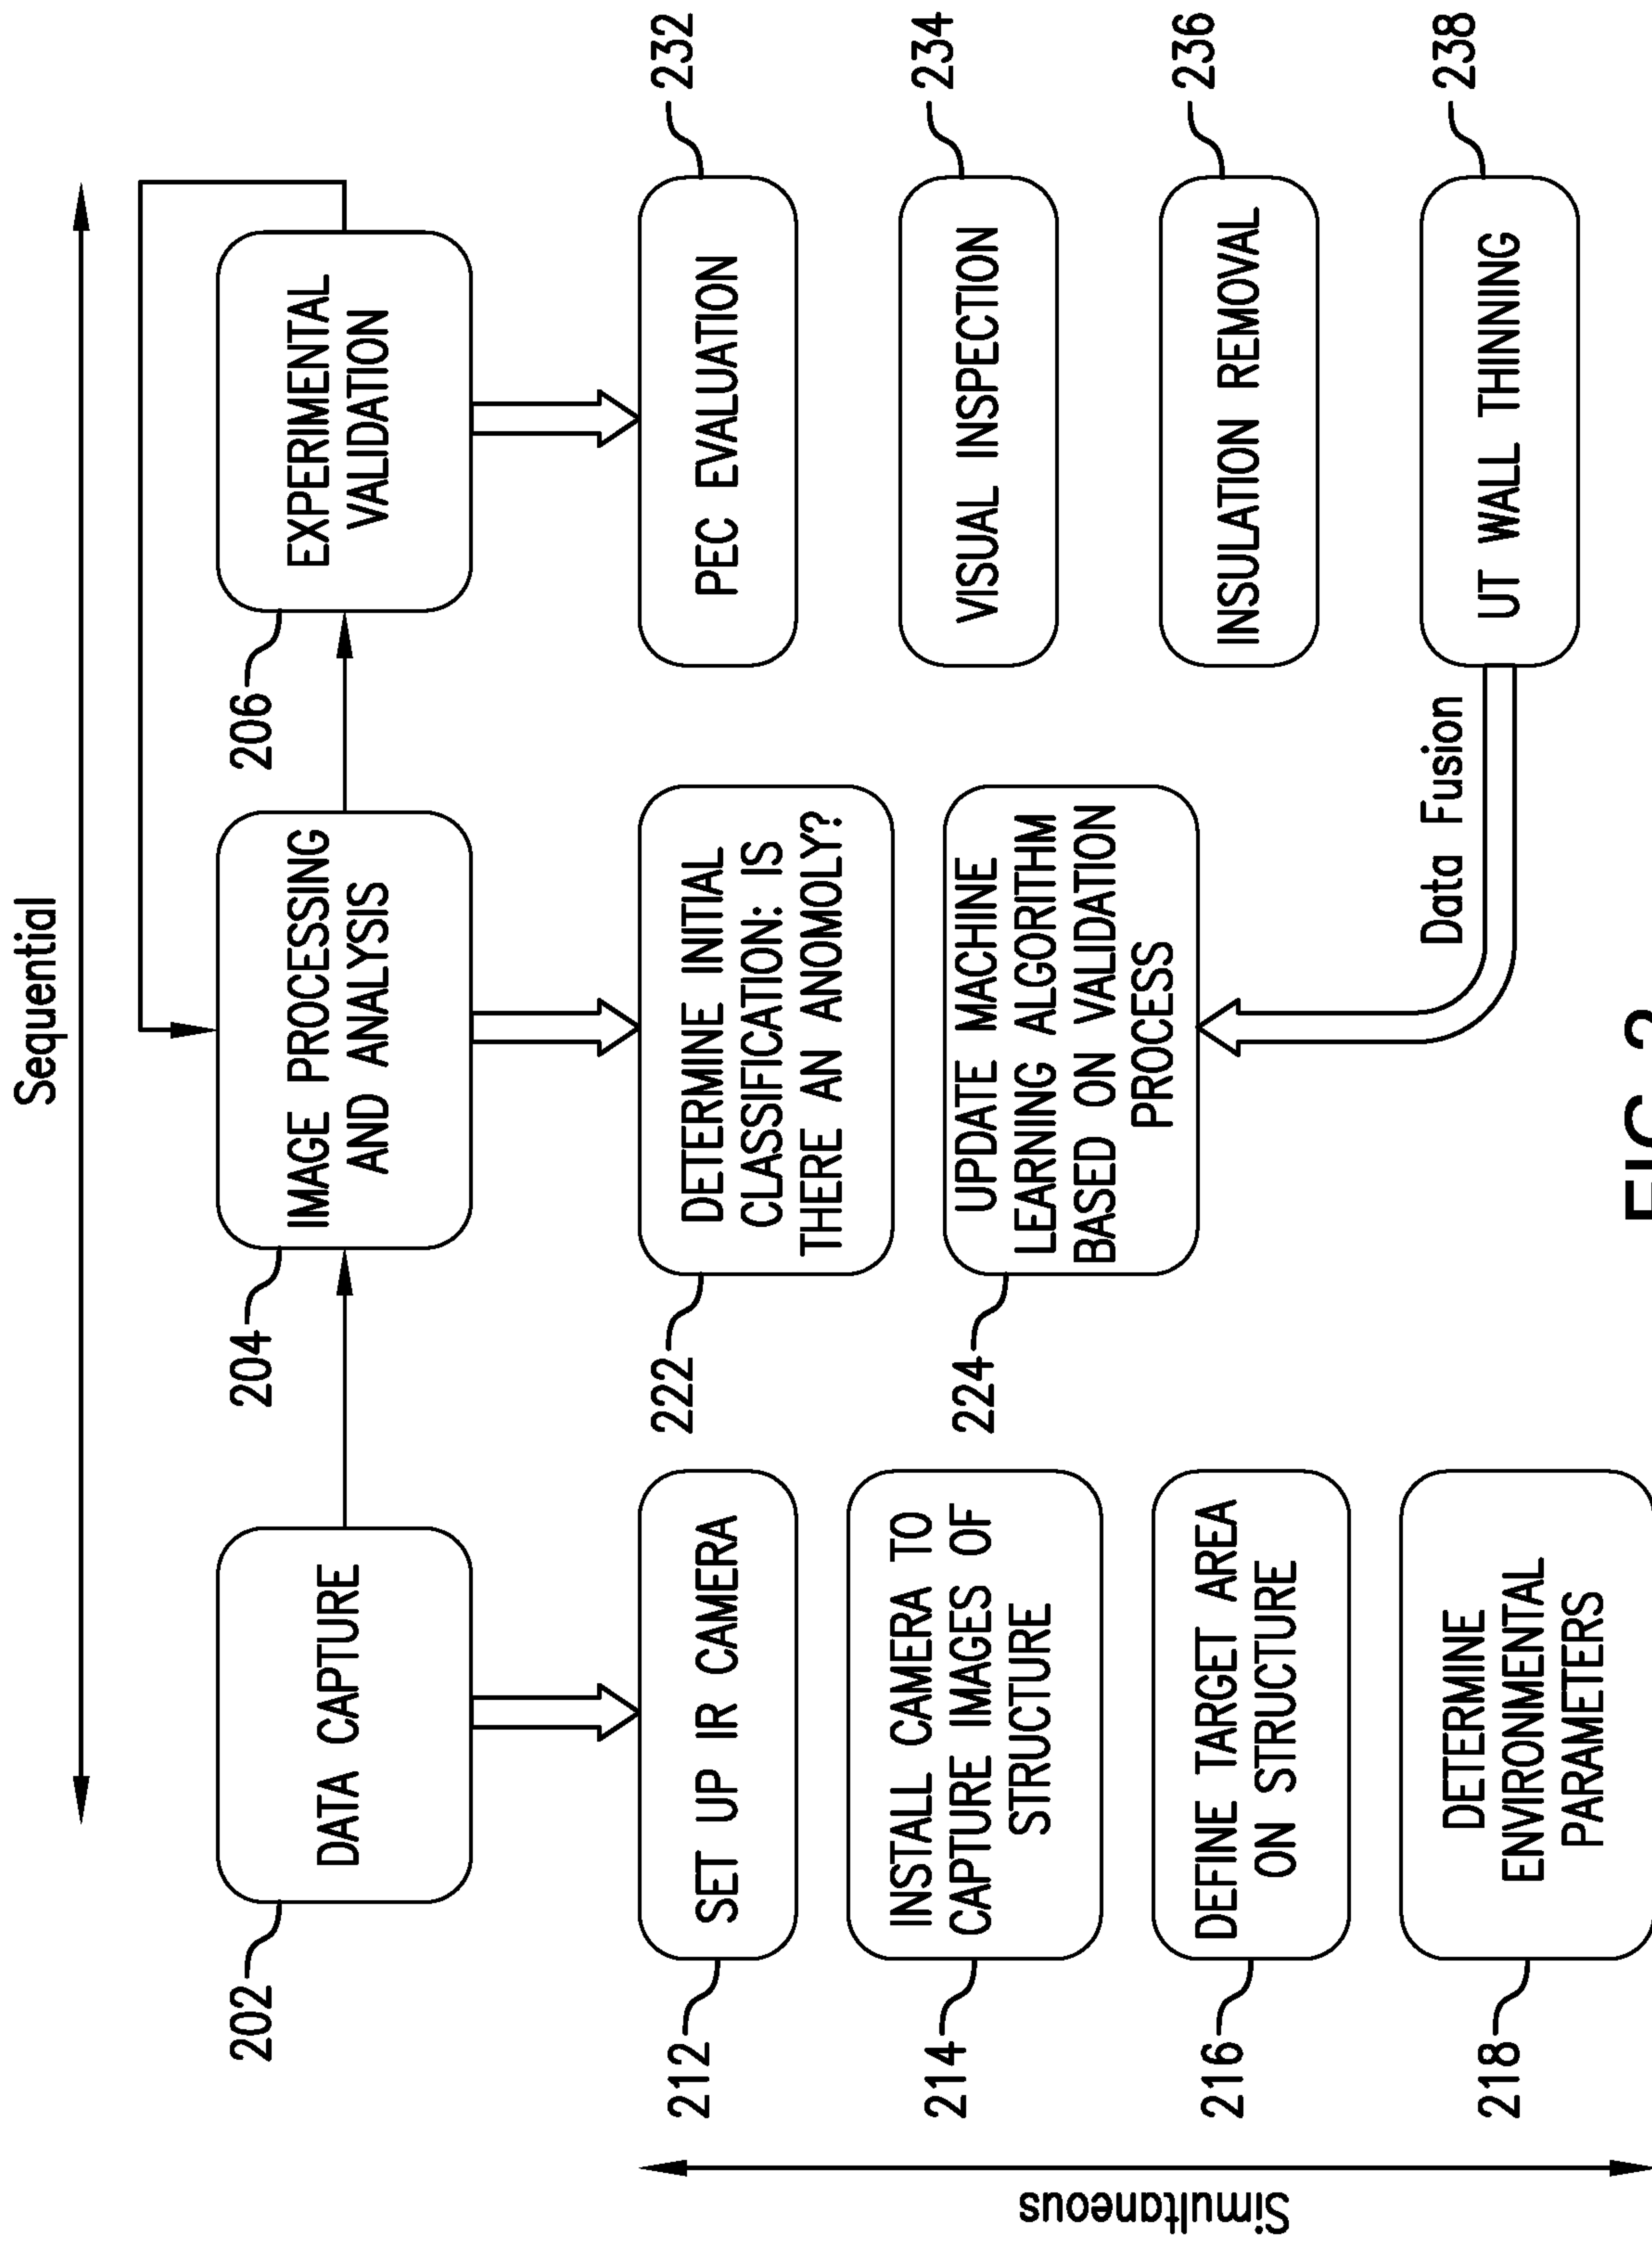 Sequential
202
DATA CAPTURE
204
IMAGE PROCESSING
AND ANALYSIS
206
EXPERIMENTAL
VALIDATION
Simultaneous
212
SET UP IR CAMERA
214
INSTALL CAMERA TO
CAPTURE IMAGES OF
STRUCTURE
216
DEFINE TARGET AREA
ON STRUCTURE
218
DETERMINE
ENVIRONMENTAL
PARAMETERS
222
DETERMINE INITIAL
CLASSIFICATION: IS
THERE AN ANOMOLY?
224
UPDATE MACHINE
LEARNING ALGORITHM
BASED ON VALIDATION
PROCESS
Data Fusion
PEC EVALUATION
232
VISUAL INSPECTION
234
INSULATION REMOVAL
236
UT WALL THINNING
238
FIG.